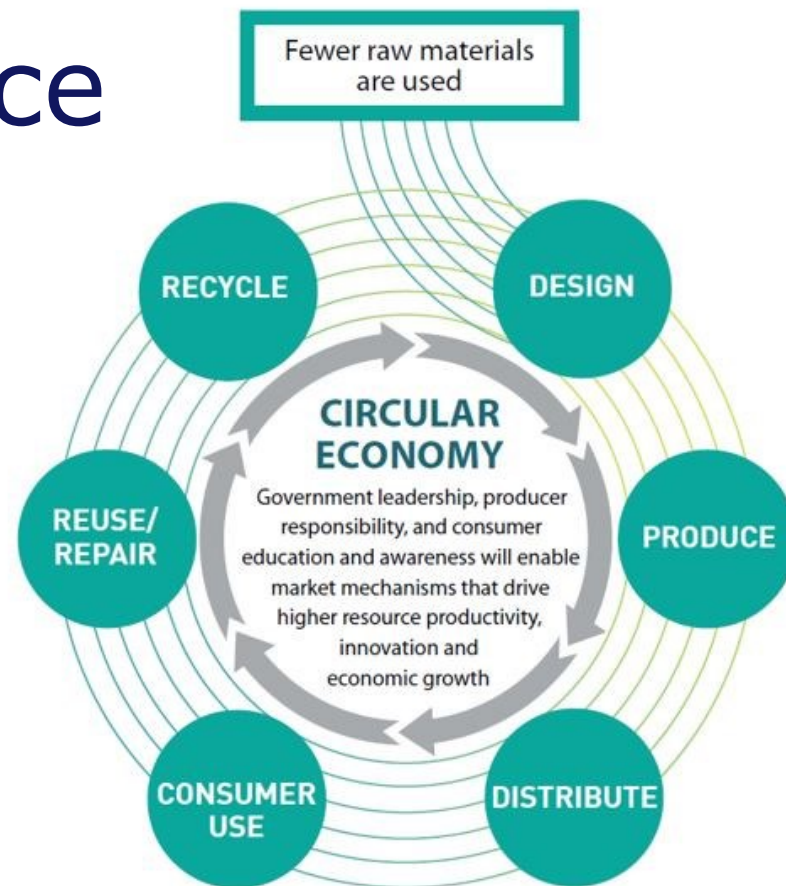 ce
Fewer raw materials
are used
RECYCLE
DESIGN
CIRCULAR
ECONOMY
Government leadership, producer
responsibility, and consumer
education and awareness will enable
market mechanisms that drive
higher resource productivity,
innovation and
economic growth
REUSE/
REPAIR
PRODUCE
CONSUMER
USE
DISTRIBUTE